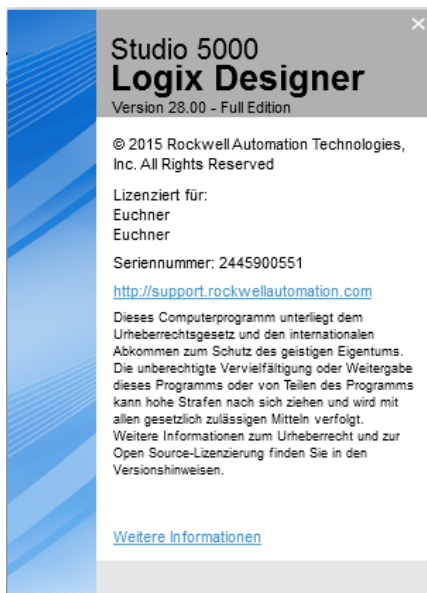 Studio 5000
Logix Designer
Version 28.00 - Full Edition
© 2015 Rockwell Automation Technologies,
Inc. All Rights Reserved
Lizenziert für:
Euchner
Euchner
Seriennummer: 2445900551
http://support.rockwellautomation.com
Dieses Computerprogramm unterliegt dem
Urheberrechtsgesetz und den internationalen
Abkommen zum Schutz des geistigen Eigentums.
Die unberechtigte Vervielfältigung oder Weitergabe
dieses Programms oder von Teilen des Programms
kann hohe Strafen nach sich ziehen und wird mit
allen gesetzlich zulässigen Mitteln verfolgt.
Weitere Informationen zum Urheberrecht und zur
Open Source-Lizenzierung finden Sie in den
Versionshinweisen.
Weitere Informationen